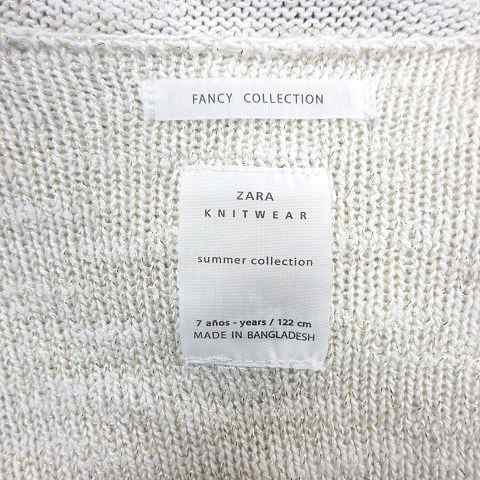 FANCY COLLECTION
ZARA
KNITWEAR
summer collection
7 años - years / 122 cm
MADE IN BANGLADESH